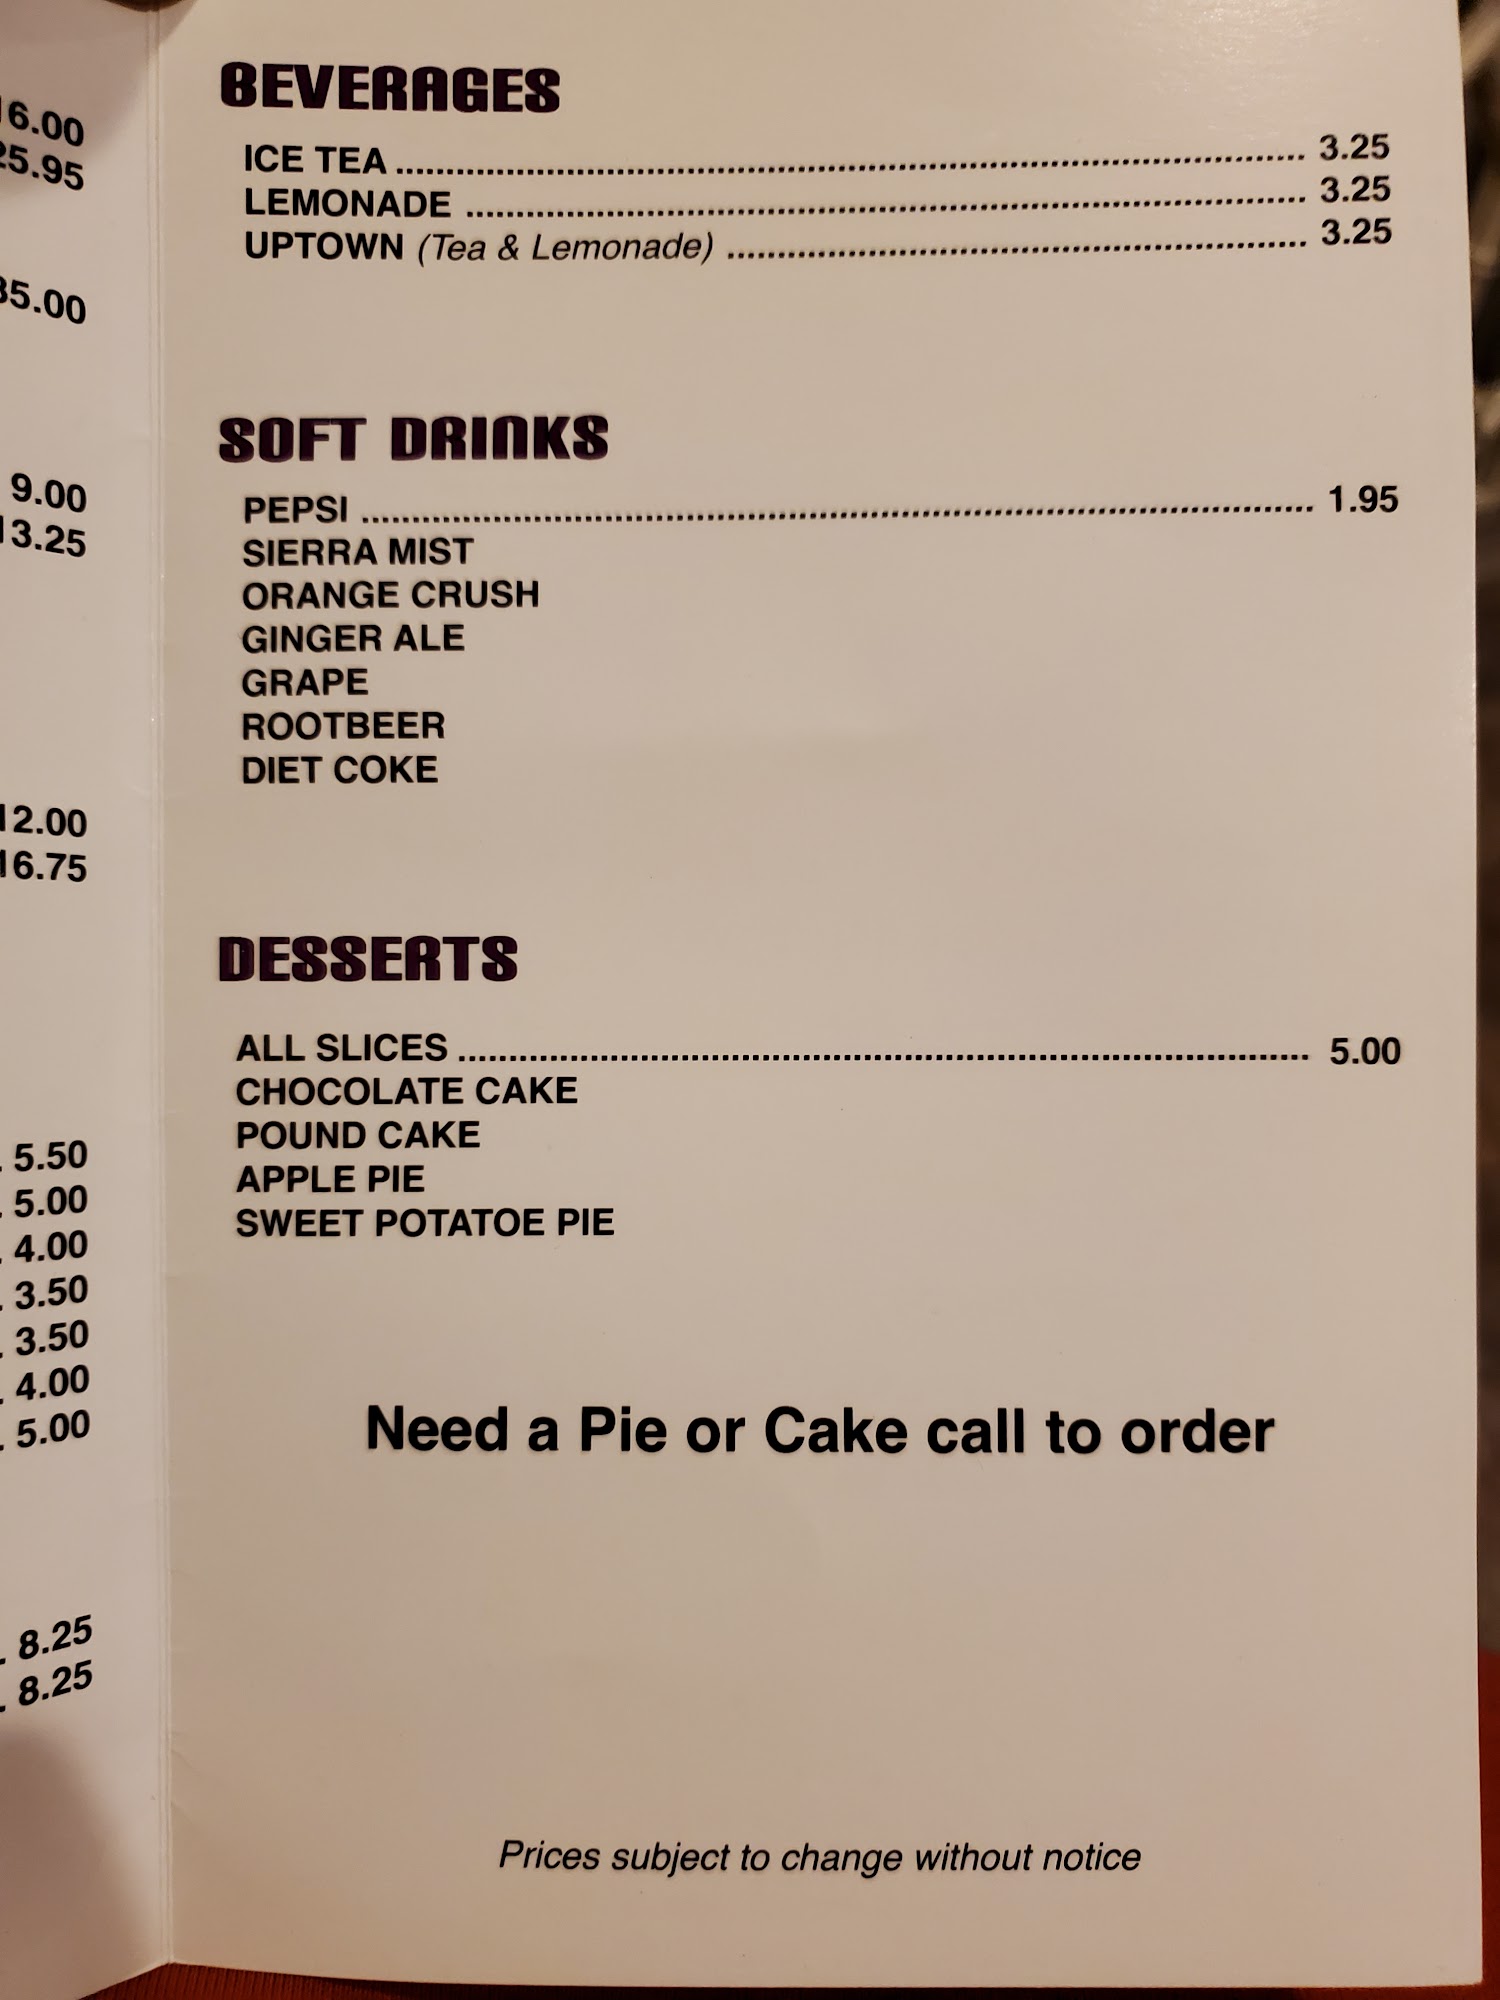 16.00
25.95
35.00
9.00
13.25
12.00
16.75
5.50
5.00
4.00
3.50
3.50
4.00
5.00
8.25
8.25
BEVERAGES
ICE TEA 3.25
LEMONADE 3.25
UPTOWN (Tea & Lemonade) 3.25
SOFT DRINKS
PEPSI 1.95
SIERRA MIST
ORANGE CRUSH
GINGER ALE
GRAPE
ROOTBEER
DIET COKE
DESSERTS
ALL SLICES 5.00
CHOCOLATE CAKE
POUND CAKE
APPLE PIE
SWEET POTATOE PIE
Need a Pie or Cake call to order
Prices subject to change without notice